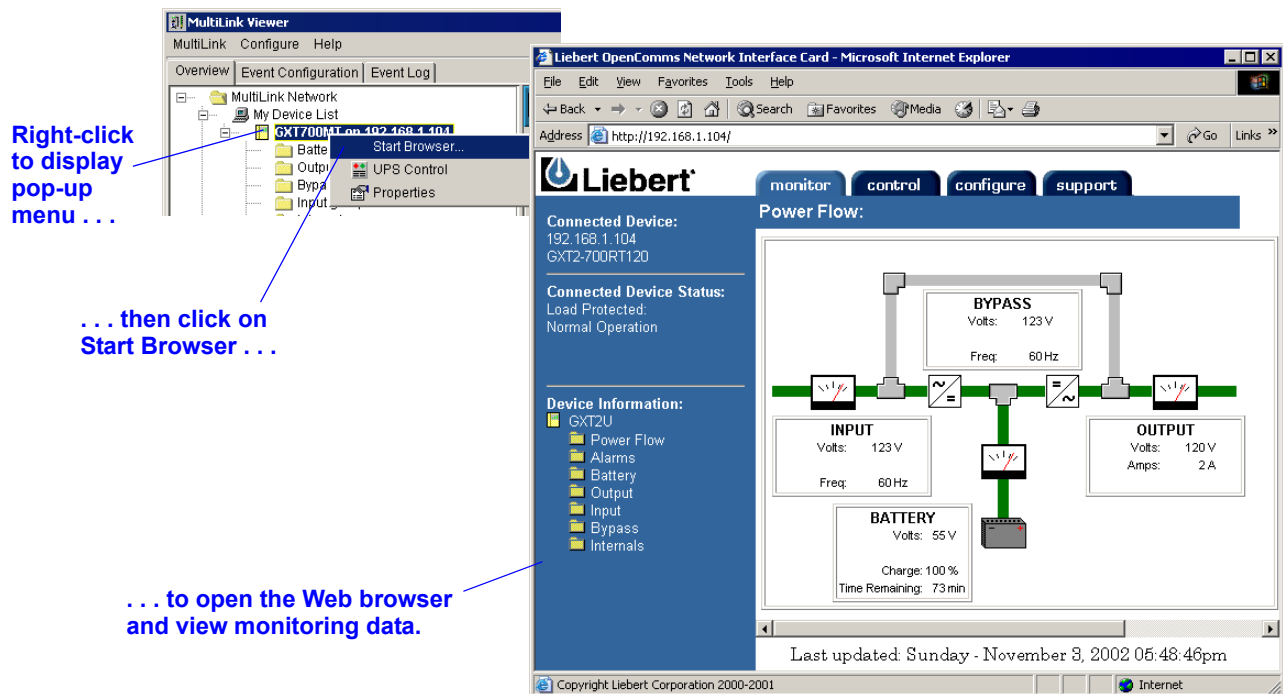 MultiLink Viewer
MultiLink Configure Help
Overview Event Configuration Event Log
MultiLink Network
My Device List
GXT700MT on 192.168.1.104
Batte
Outpu
Bypa
Input
Start Browser...
UPS Control
Properties
Right-click
to display
pop-up
menu . . .
. . . then click on
Start Browser . . .
. . . to open the Web browser
and view monitoring data.
Liebert OpenComms Network Interface Card - Microsoft Internet Explorer
File Edit View Favorites Tools Help
Back Search Favorites Media
Address http://192.168.1.104/ Go Links »
Liebert
monitor control configure support
Power Flow:
Connected Device:
192.168.1.104
GXT2-700RT120
Connected Device Status:
Load Protected:
Normal Operation
Device Information:
GXT2U
Power Flow
Alarms
Battery
Output
Input
Bypass
Internals
BYPASS
Volts: 123 V
Freq: 60 Hz
INPUT
Volts: 123 V
Freq: 60 Hz
OUTPUT
Volts: 120 V
Amps: 2 A
BATTERY
Volts: 55 V
Charge: 100 %
Time Remaining: 73 min
Last updated: Sunday - November 3, 2002 05:48:46pm
Copyright Liebert Corporation 2000-2001 Internet